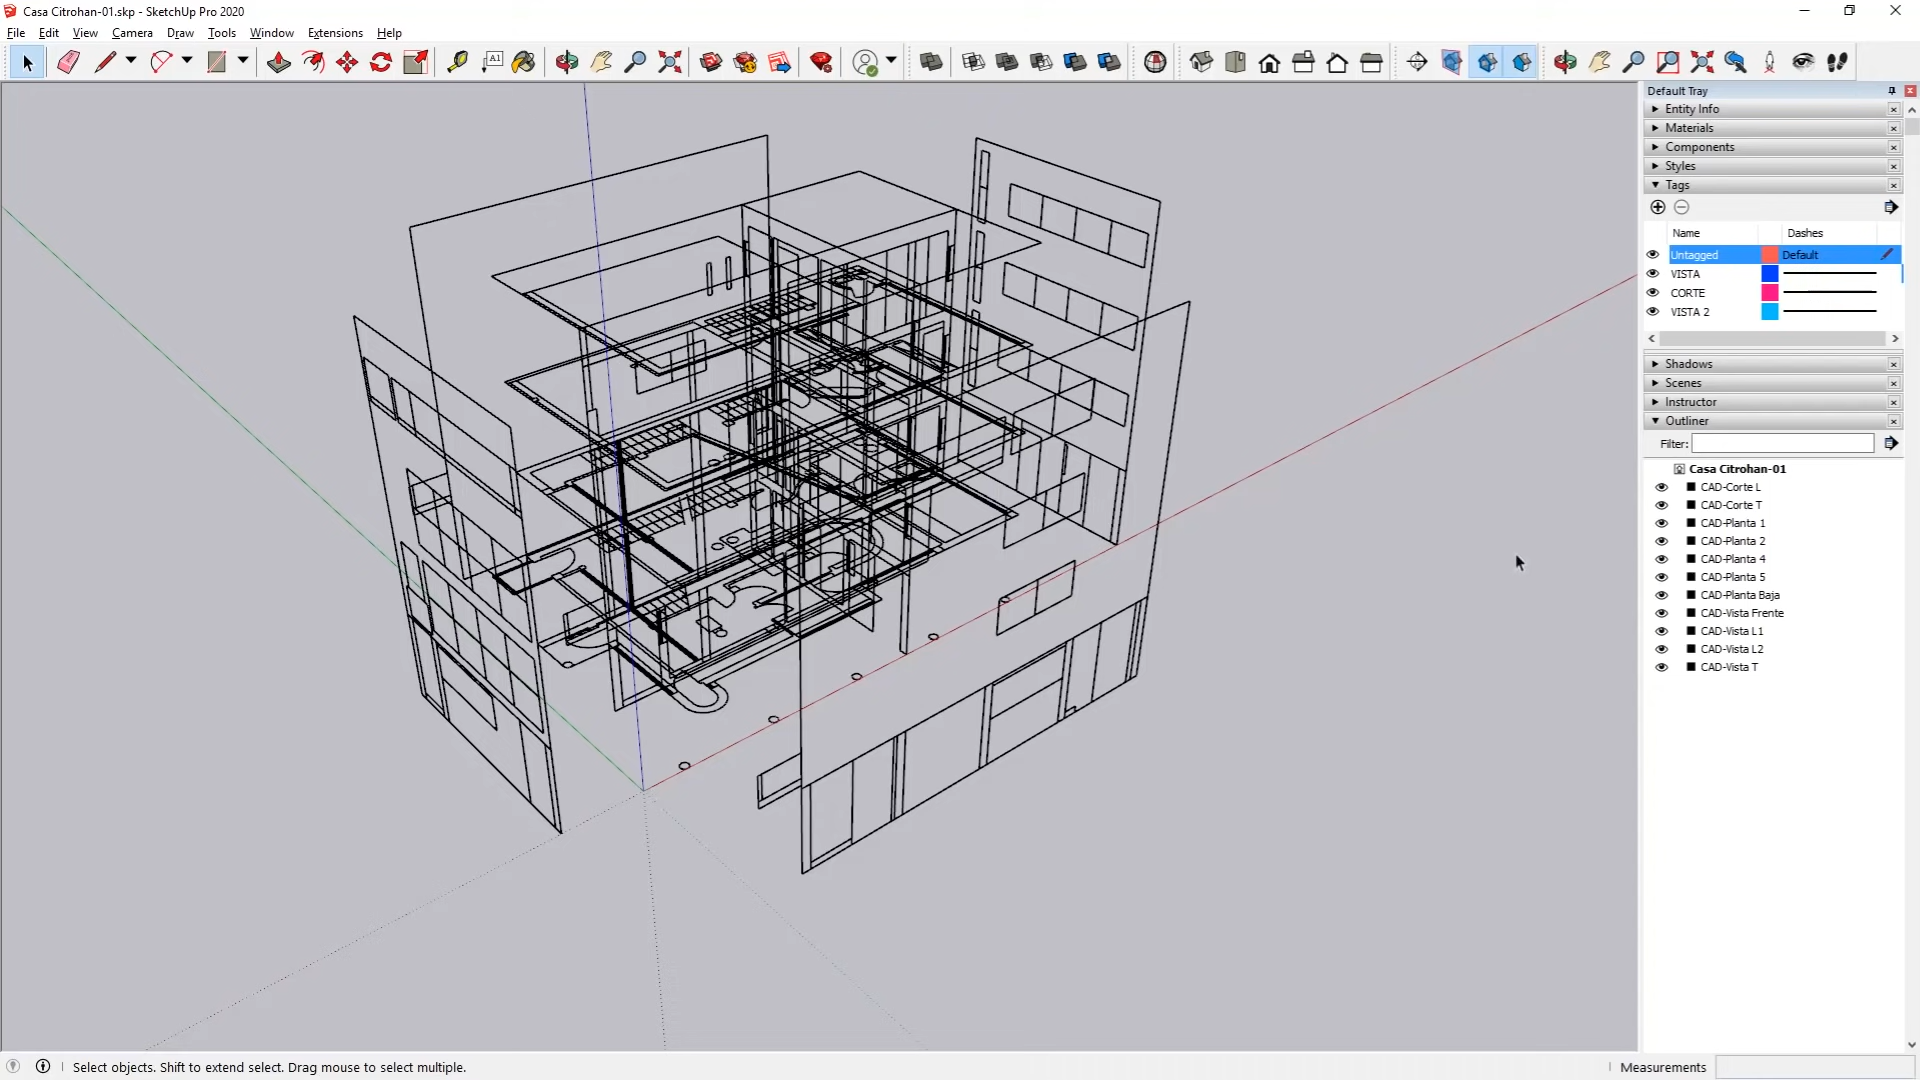 Casa Citrohan-01.skp - SketchUp Pro 2020
File Edit View Camera Draw Tools Window Extensions Help
A1
Default Tray
Entity Info
Materials
Components
Styles
Tags
Name Dashes
Untagged Default
VISTA
CORTE
VISTA 2
Shadows
Scenes
Instructor
Outliner
Filter:
Casa Citrohan-01
CAD-Corte L
CAD-Corte T
CAD-Planta 1
CAD-Planta 2
CAD-Planta 4
CAD-Planta 5
CAD-Planta Baja
CAD-Vista Frente
CAD-Vista L1
CAD-Vista L2
CAD-Vista T
Select objects. Shift to extend select. Drag mouse to select multiple.
Measurements